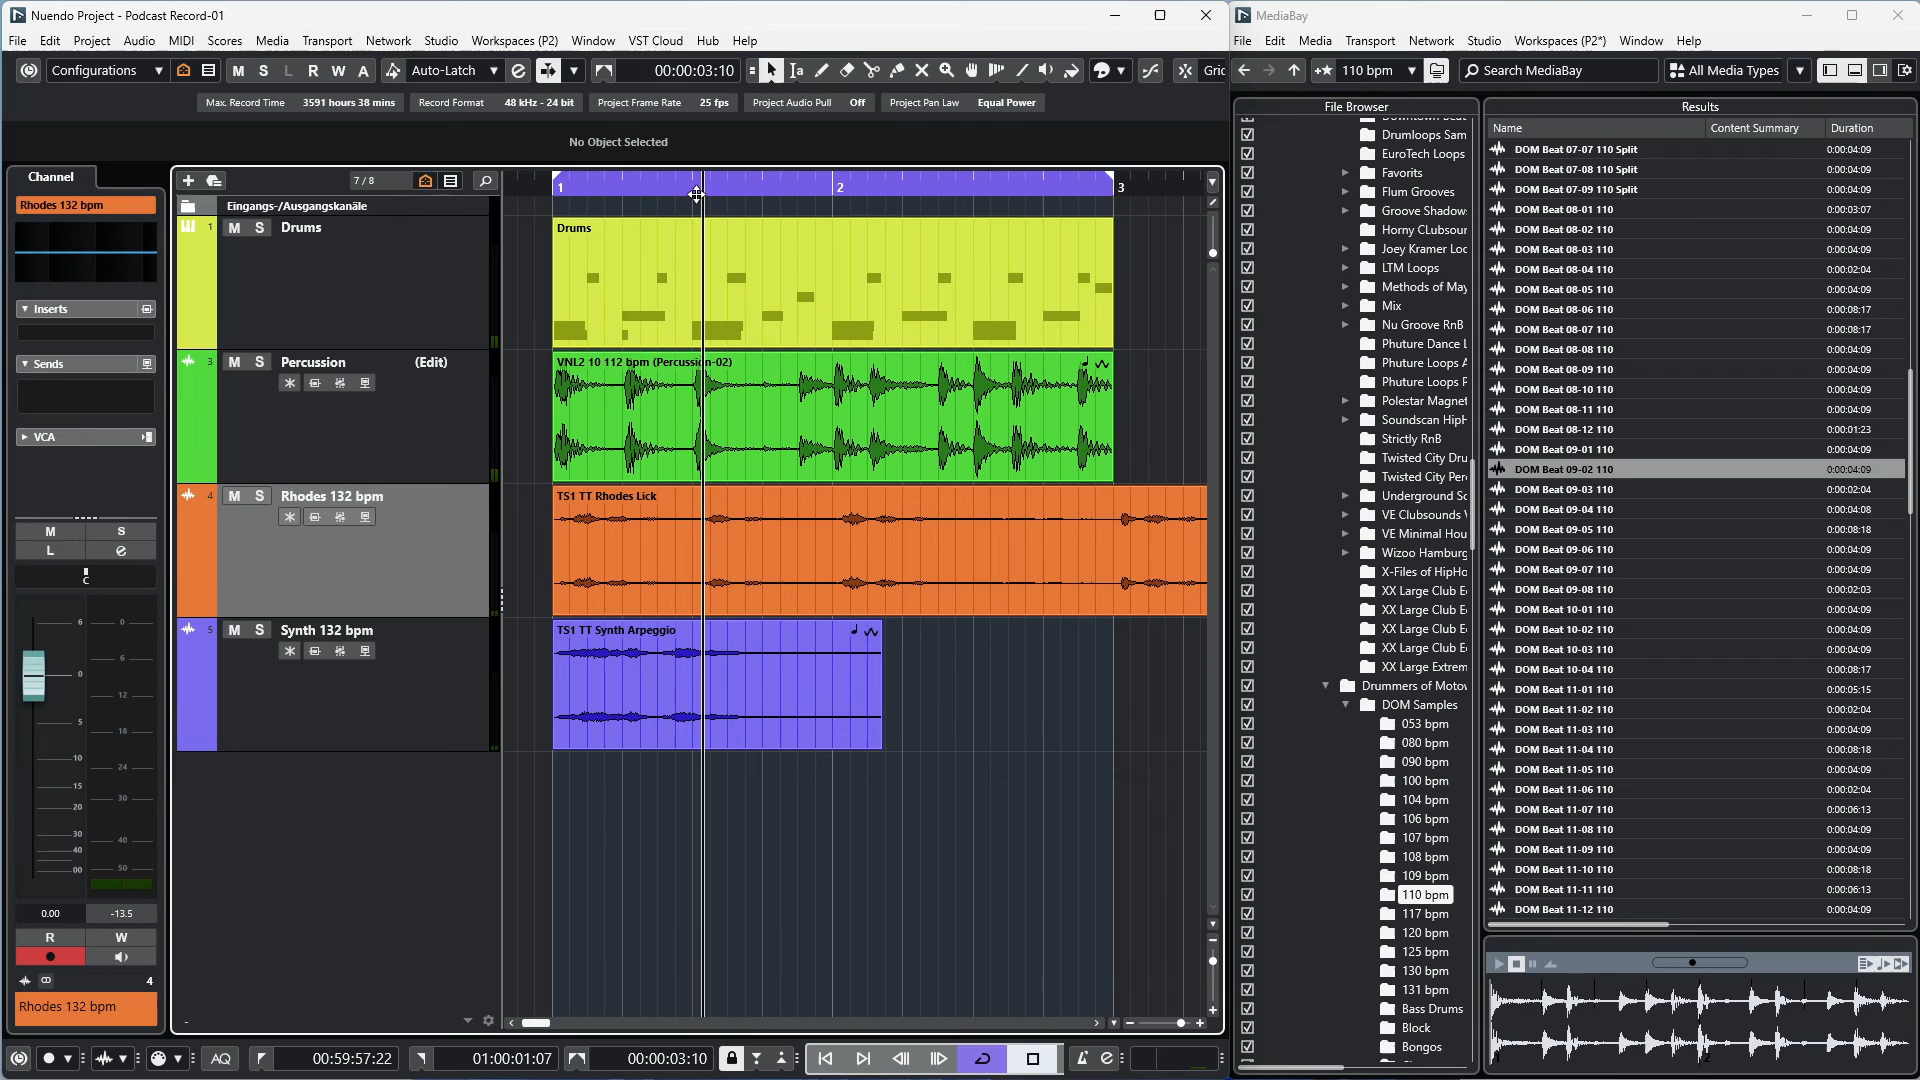 Nuendo Project - Podcast Record-01
File Edit Project Audio MIDI Scores Media Transport Network Studio Workspaces (P2) Window VST Cloud Hub Help
Configurations M S L R W A Auto-Latch 00:00:03:10
Max. Record Time 3591 hours 38 mins Record Format 48 kHz - 24 bit Project Frame Rate 25 fps Project Audio Pull Off Project Pan Law Equal Power
No Object Selected
Channel
Rhodes 132 bpm
Inserts
Sends
VCA
M S
L
C
6 0
0 6
12
5 18
10 24
15 30
20
30 40
40
00 50
0.00 -13.5
R W
4
Rhodes 132 bpm
7 / 8
Eingangs-/Ausgangskanäle
1 M S Drums
3 M S Percussion (Edit)
4 M S Rhodes 132 bpm
5 M S Synth 132 bpm
1 2 3
Drums
VNL2 10 112 bpm (Percussion-02)
TS1 TT Rhodes Lick
TS1 TT Synth Arpeggio
AQ 00:59:57:22 01:00:01:07 00:00:03:10
MediaBay
File Edit Media Transport Network Studio Workspaces (P2*) Window Help
110 bpm Search MediaBay All Media Types
File Browser
Drumloops Sam
EuroTech Loops
Favorits
Flum Grooves
Groove Shadow
Horny CLubsour
Joey Kramer Loc
LTM Loops
Methods of May
Mix
Nu Groove RnB
Phuture Dance L
Phuture Loops A
Phuture Loops P
Polestar Magnet
Soundscan HipH
Strictly RnB
Twisted City Dru
Twisted City Per
Underground Sc
VE Clubsounds V
VE Minimal Hou
Wizoo Hamburg
X-Files of HipHo
XX Large Club E
XX Large Club E
XX Large Club E
XX Large Club E
XX Large Extrem
Drummers of Motow
DOM Samples
053 bpm
080 bpm
090 bpm
100 bpm
104 bpm
106 bpm
107 bpm
108 bpm
109 bpm
110 bpm
117 bpm
120 bpm
125 bpm
130 bpm
131 bpm
Bass Drums
Block
Bongos
Results
Name Content Summary Duration
DOM Beat 07-07 110 Split 0:00:04:09
DOM Beat 07-08 110 Split 0:00:04:09
DOM Beat 07-09 110 Split 0:00:04:09
DOM Beat 08-01 110 0:00:03:07
DOM Beat 08-02 110 0:00:04:09
DOM Beat 08-03 110 0:00:04:09
DOM Beat 08-04 110 0:00:02:04
DOM Beat 08-05 110 0:00:04:09
DOM Beat 08-06 110 0:00:08:17
DOM Beat 08-07 110 0:00:08:17
DOM Beat 08-08 110 0:00:04:09
DOM Beat 08-09 110 0:00:04:09
DOM Beat 08-10 110 0:00:04:09
DOM Beat 08-11 110 0:00:04:09
DOM Beat 08-12 110 0:00:01:23
DOM Beat 09-01 110 0:00:04:09
DOM Beat 09-02 110 0:00:04:09
DOM Beat 09-03 110 0:00:02:04
DOM Beat 09-04 110 0:00:04:08
DOM Beat 09-05 110 0:00:08:18
DOM Beat 09-06 110 0:00:04:09
DOM Beat 09-07 110 0:00:04:09
DOM Beat 09-08 110 0:00:02:03
DOM Beat 10-01 110 0:00:04:09
DOM Beat 10-02 110 0:00:04:09
DOM Beat 10-03 110 0:00:04:09
DOM Beat 10-04 110 0:00:08:17
DOM Beat 11-01 110 0:00:05:15
DOM Beat 11-02 110 0:00:02:04
DOM Beat 11-03 110 0:00:04:09
DOM Beat 11-04 110 0:00:08:18
DOM Beat 11-05 110 0:00:04:09
DOM Beat 11-06 110 0:00:02:04
DOM Beat 11-07 110 0:00:06:13
DOM Beat 11-08 110 0:00:04:09
DOM Beat 11-09 110 0:00:04:09
DOM Beat 11-10 110 0:00:08:18
DOM Beat 11-11 110 0:00:06:13
DOM Beat 11-12 110 0:00:04:09